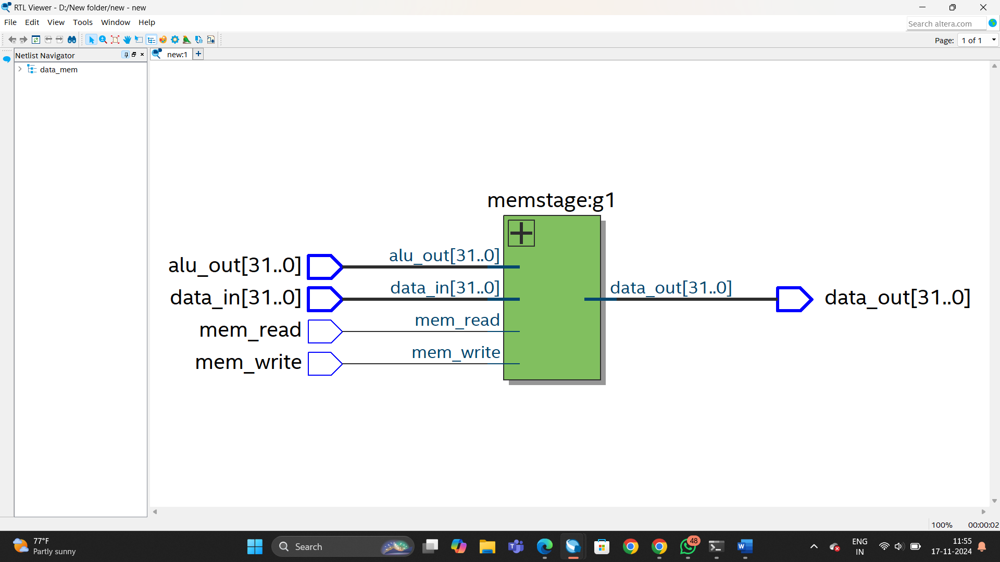 RTL Viewer - D:/New folder/new - new
File Edit View Tools Window Help
Search altera.com
Page: 1 of 1
Netlist Navigator
new:1
data_mem
memstage:g1
alu_out[31..0]
alu_out[31..0]
data_in[31..0]
data_in[31..0]
data_out[31..0]
data_out[31..0]
mem_read
mem_read
mem_write
mem_write
100% 00:00:02
77°F
Partly sunny
Search
48
ENG
IN
11:55
17-11-2024